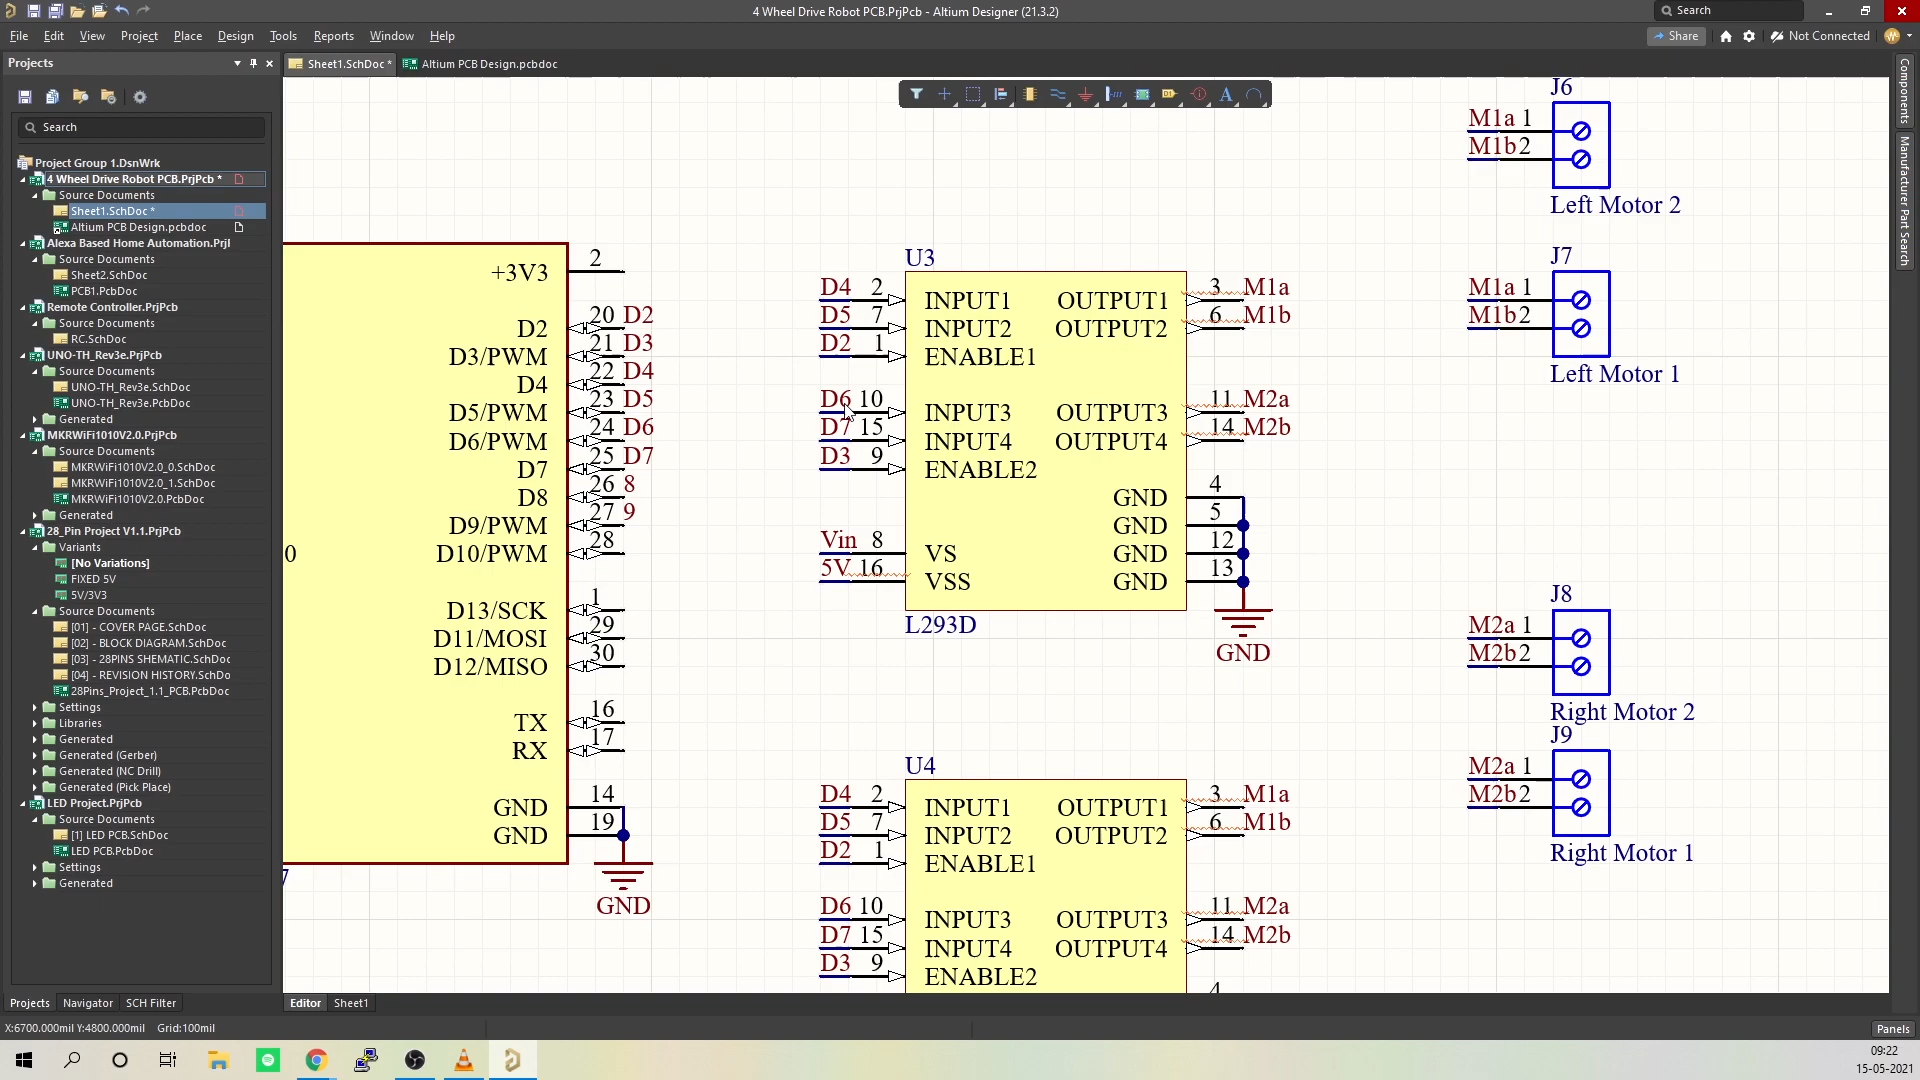 4 Wheel Drive Robot PCB.PrjPcb - Altium Designer (21.3.2)
Search
File Edit View Project Place Design Tools Reports Window Help
Share
Not Connected
Projects
Sheet1.SchDoc *
Altium PCB Design.pcbdoc
Search
Project Group 1.DsnWrk
4 Wheel Drive Robot PCB.PrjPcb *
Source Documents
Sheet1.SchDoc *
Altium PCB Design.pcbdoc
Alexa Based Home Automation.PrjI
Source Documents
Sheet2.SchDoc
PCB1.PcbDoc
Remote Controller.PrjPcb
Source Documents
RC.SchDoc
UNO-TH_Rev3e.PrjPcb
Source Documents
UNO-TH_Rev3e.SchDoc
UNO-TH_Rev3e.PcbDoc
Generated
MKRWiFi1010V2.0.PrjPcb
Source Documents
MKRWiFi1010V2.0_0.SchDoc
MKRWiFi1010V2.0_1.SchDoc
MKRWiFi1010V2.0.PcbDoc
Generated
28_Pin Project V1.1.PrjPcb
Variants
[No Variations]
FIXED 5V
5V/3V3
Source Documents
[01] - COVER PAGE.SchDoc
[02] - BLOCK DIAGRAM.SchDoc
[03] - 28PINS SHEMATIC.SchDoc
[04] - REVISION HISTORY.SchDo
28Pins_Project_1.1_PCB.PcbDoc
Settings
Libraries
Generated
Generated (Gerber)
Generated (NC Drill)
Generated (Pick Place)
LED Project.PrjPcb
Source Documents
[1] LED PCB.SchDoc
LED PCB.PcbDoc
Settings
Generated
+3V3 2
D2 20 D2
D3/PWM 21 D3
D4 22 D4
D5/PWM 23 D5
D6/PWM 24 D6
D7 25 D7
D8 26 8
D9/PWM 27 9
0 D10/PWM 28
D13/SCK 1
D11/MOSI 29
D12/MISO 30
TX 16
RX 17
GND 14
GND 19
7
GND
U3
D4 2 INPUT1 OUTPUT1 3 M1a
D5 7 INPUT2 OUTPUT2 6 M1b
D2 1 ENABLE1
D6 10 INPUT3 OUTPUT3 11 M2a
D7 15 INPUT4 OUTPUT4 14 M2b
D3 9 ENABLE2
GND 4
GND 5
Vin 8 VS GND 12
5V 16 VSS GND 13
L293D
GND
U4
D4 2 INPUT1 OUTPUT1 3 M1a
D5 7 INPUT2 OUTPUT2 6 M1b
D2 1 ENABLE1
D6 10 INPUT3 OUTPUT3 11 M2a
D7 15 INPUT4 OUTPUT4 14 M2b
D3 9 ENABLE2
4
J6
M1a 1
M1b 2
Left Motor 2
J7
M1a 1
M1b 2
Left Motor 1
J8
M2a 1
M2b 2
Right Motor 2
J9
M2a 1
M2b 2
Right Motor 1
Components
Manufacturer Part Search
Projects Navigator SCH Filter
Editor Sheet1
X:6700.000mil Y:4800.000mil Grid:100mil
Panels
09:22
15-05-2021